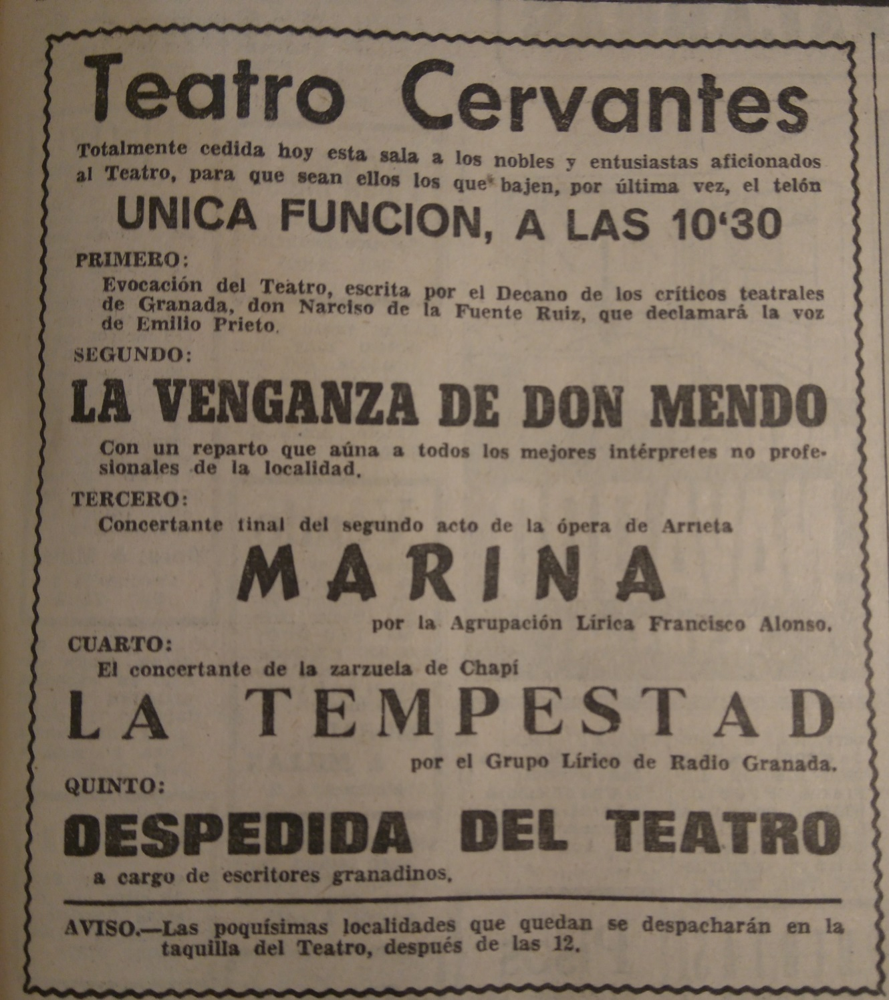 Teatro Cervantes
Totalmente cedida hoy esta sala a los nobles y entusiastas aficionados
al Teatro, para que sean ellos los que bajen, por última vez, el telón
UNICA FUNCION, A LAS 10'30
PRIMERO:
Evocación del Teatro, escrita por el Decano de los críticos teatrales
de Granada, don Narciso de la Fuente Ruiz, que declamará la voz
de Emilio Prieto.
SEGUNDO:
LA VENGANZA DE DON MENDO
Con un reparto que aúna a todos los mejores intérpretes no profe-
sionales de la localidad.
TERCERO:
Concertante final del segundo acto de la ópera de Arrieta
MARINA
por la Agrupación Lírica Francisco Alonso.
CUARTO:
El concertante de la zarzuela de Chapí
LA TEMPESTAD
por el Grupo Lírico de Radio Granada.
QUINTO:
DESPEDIDA DEL TEATRO
a cargo de escritores granadinos.
AVISO.—Las poquísimas localidades que quedan se despacharán en la
taquilla del Teatro, después de las 12.